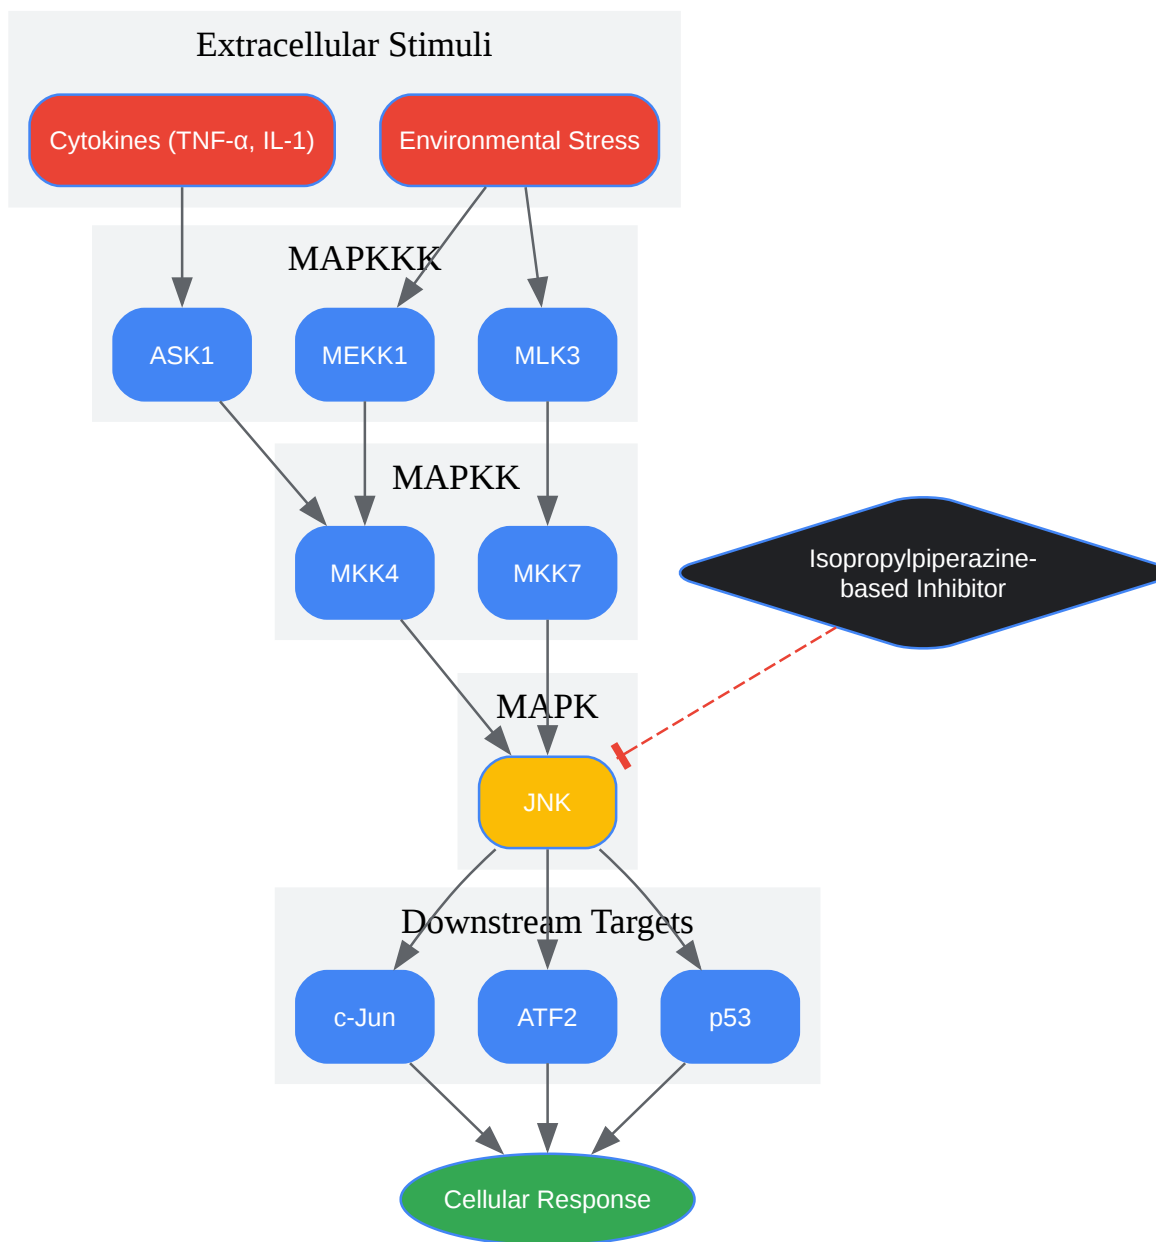 Extracellular Stimuli
Cytokines (TNF-α, IL-1)
Environmental Stress
MAPKKK
ASK1
MEKK1
MLK3
MAPKK
MKK4
MKK7
Isopropylpiperazine-
based Inhibitor
MAPK
JNK
Downstream Targets
c-Jun
ATF2
p53
Cellular Response